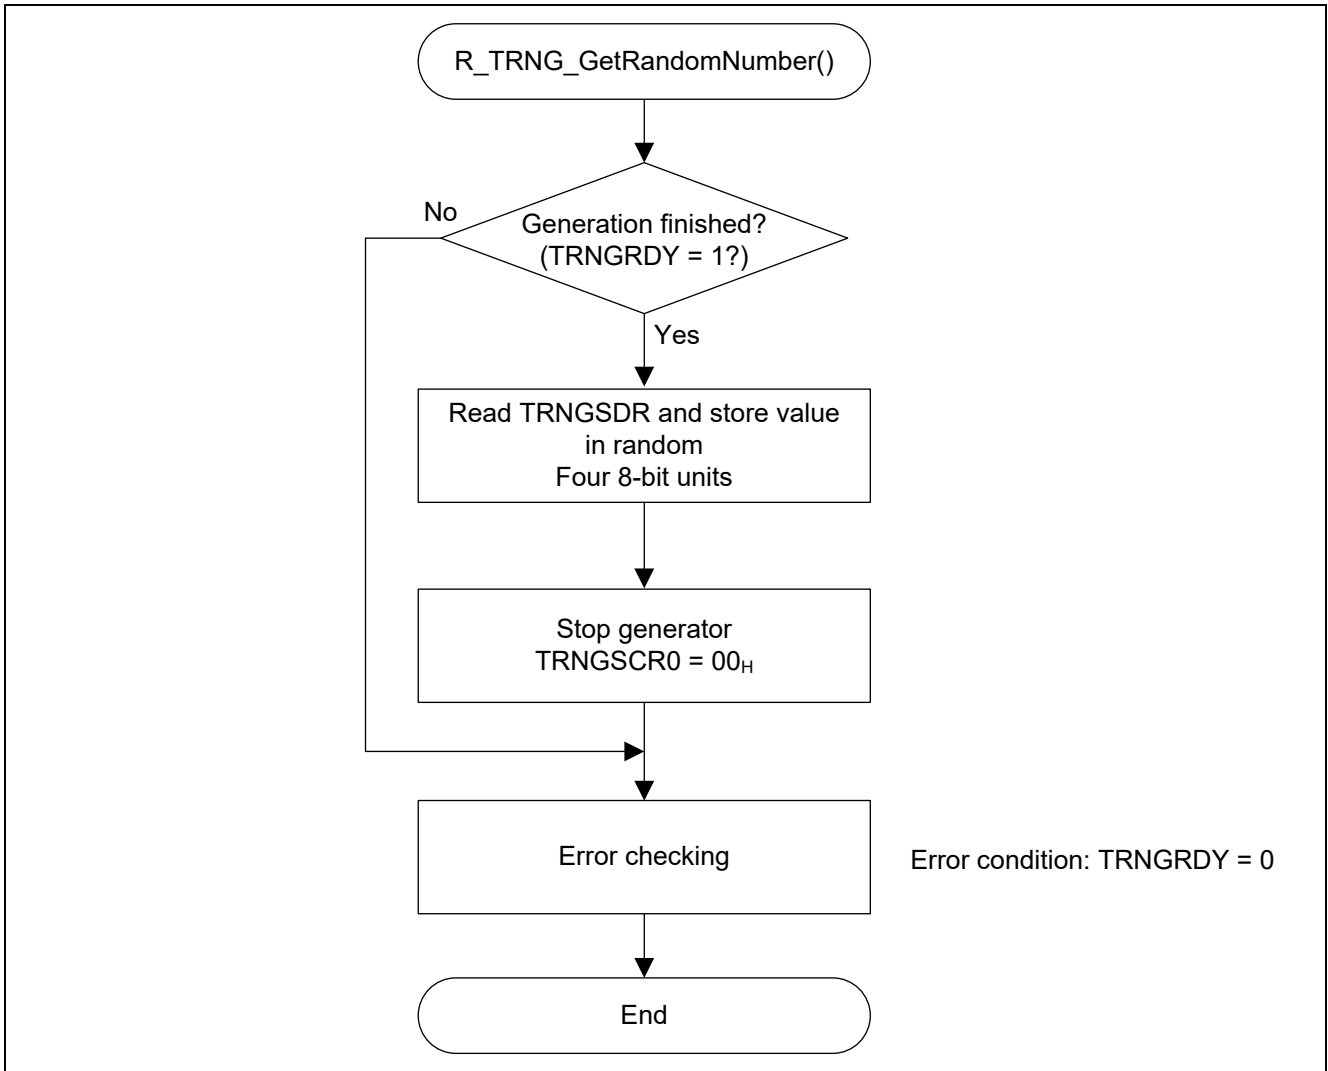 R_TRNG_GetRandomNumber()
No
Generation finished?
(TRNGRDY = 1?)
Yes
Read TRNGSDR and store value
in random
Four 8-bit units
Stop generator
TRNGSCR0 = 00H
Error checking
Error condition: TRNGRDY = 0
End